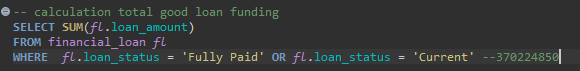 -- calculation total good loan funding
SELECT SUM(fl.loan_amount)
FROM financial_loan fl
WHERE  fl.loan_status = 'Fully Paid' OR fl.loan_status = 'Current' --370224850